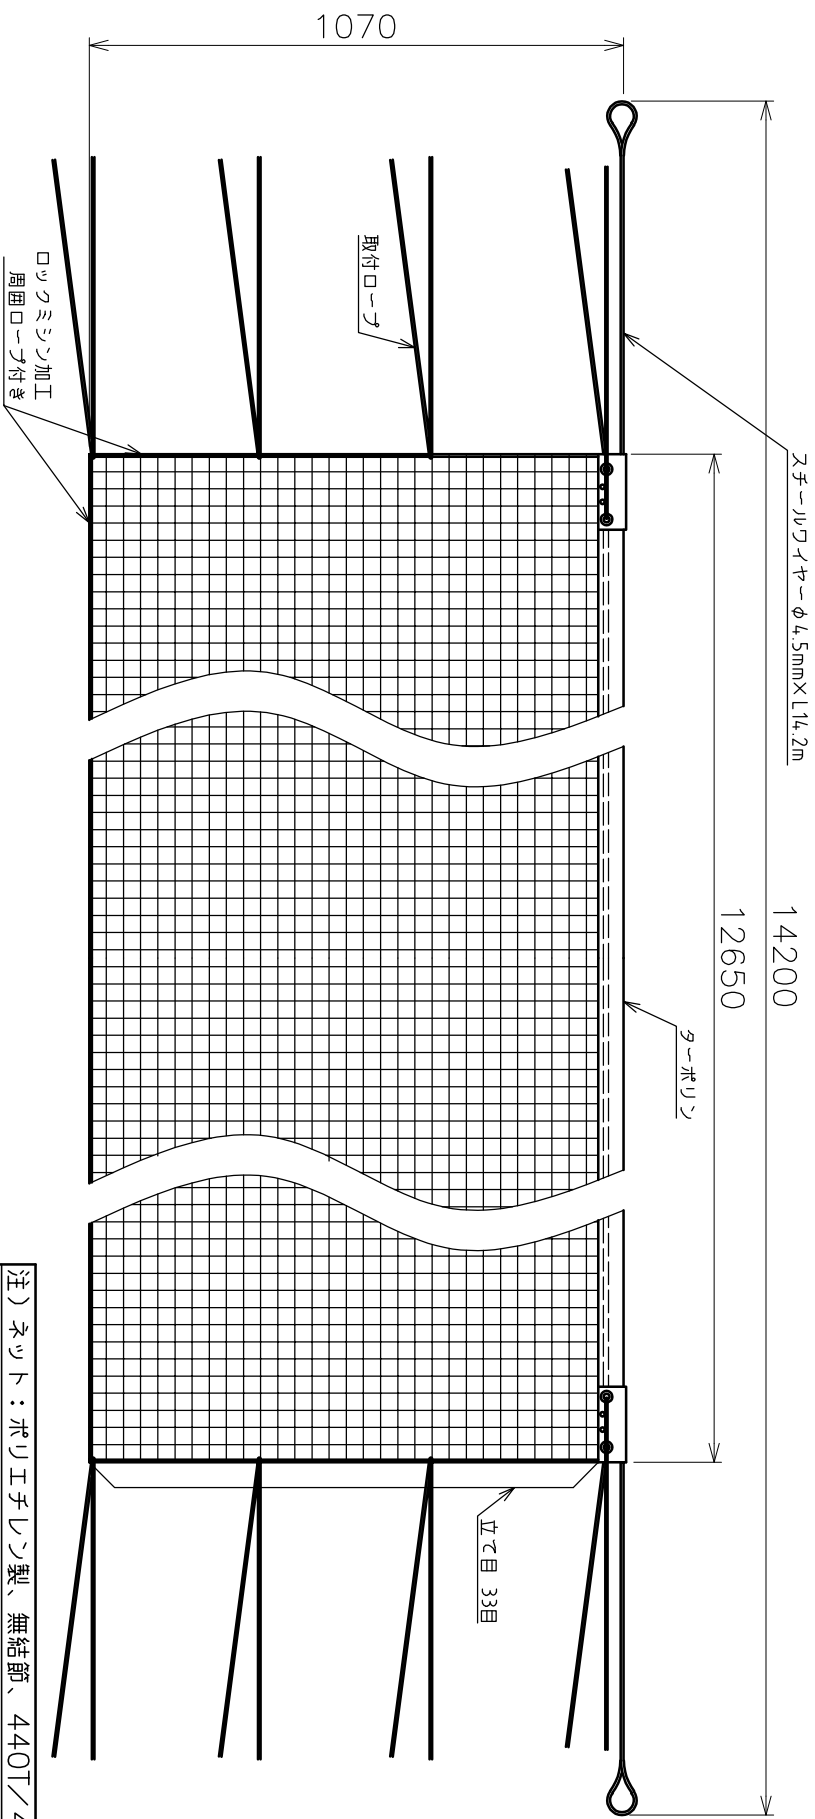 1070
14200
12650
スチールワイヤーφ4.5mm×L14.2m
ターポリン
取付ロープ
ロックミシン加工
周囲ロープ付き
立て目 33目
注）ネット：ポリエチレン製、無結節、440T／